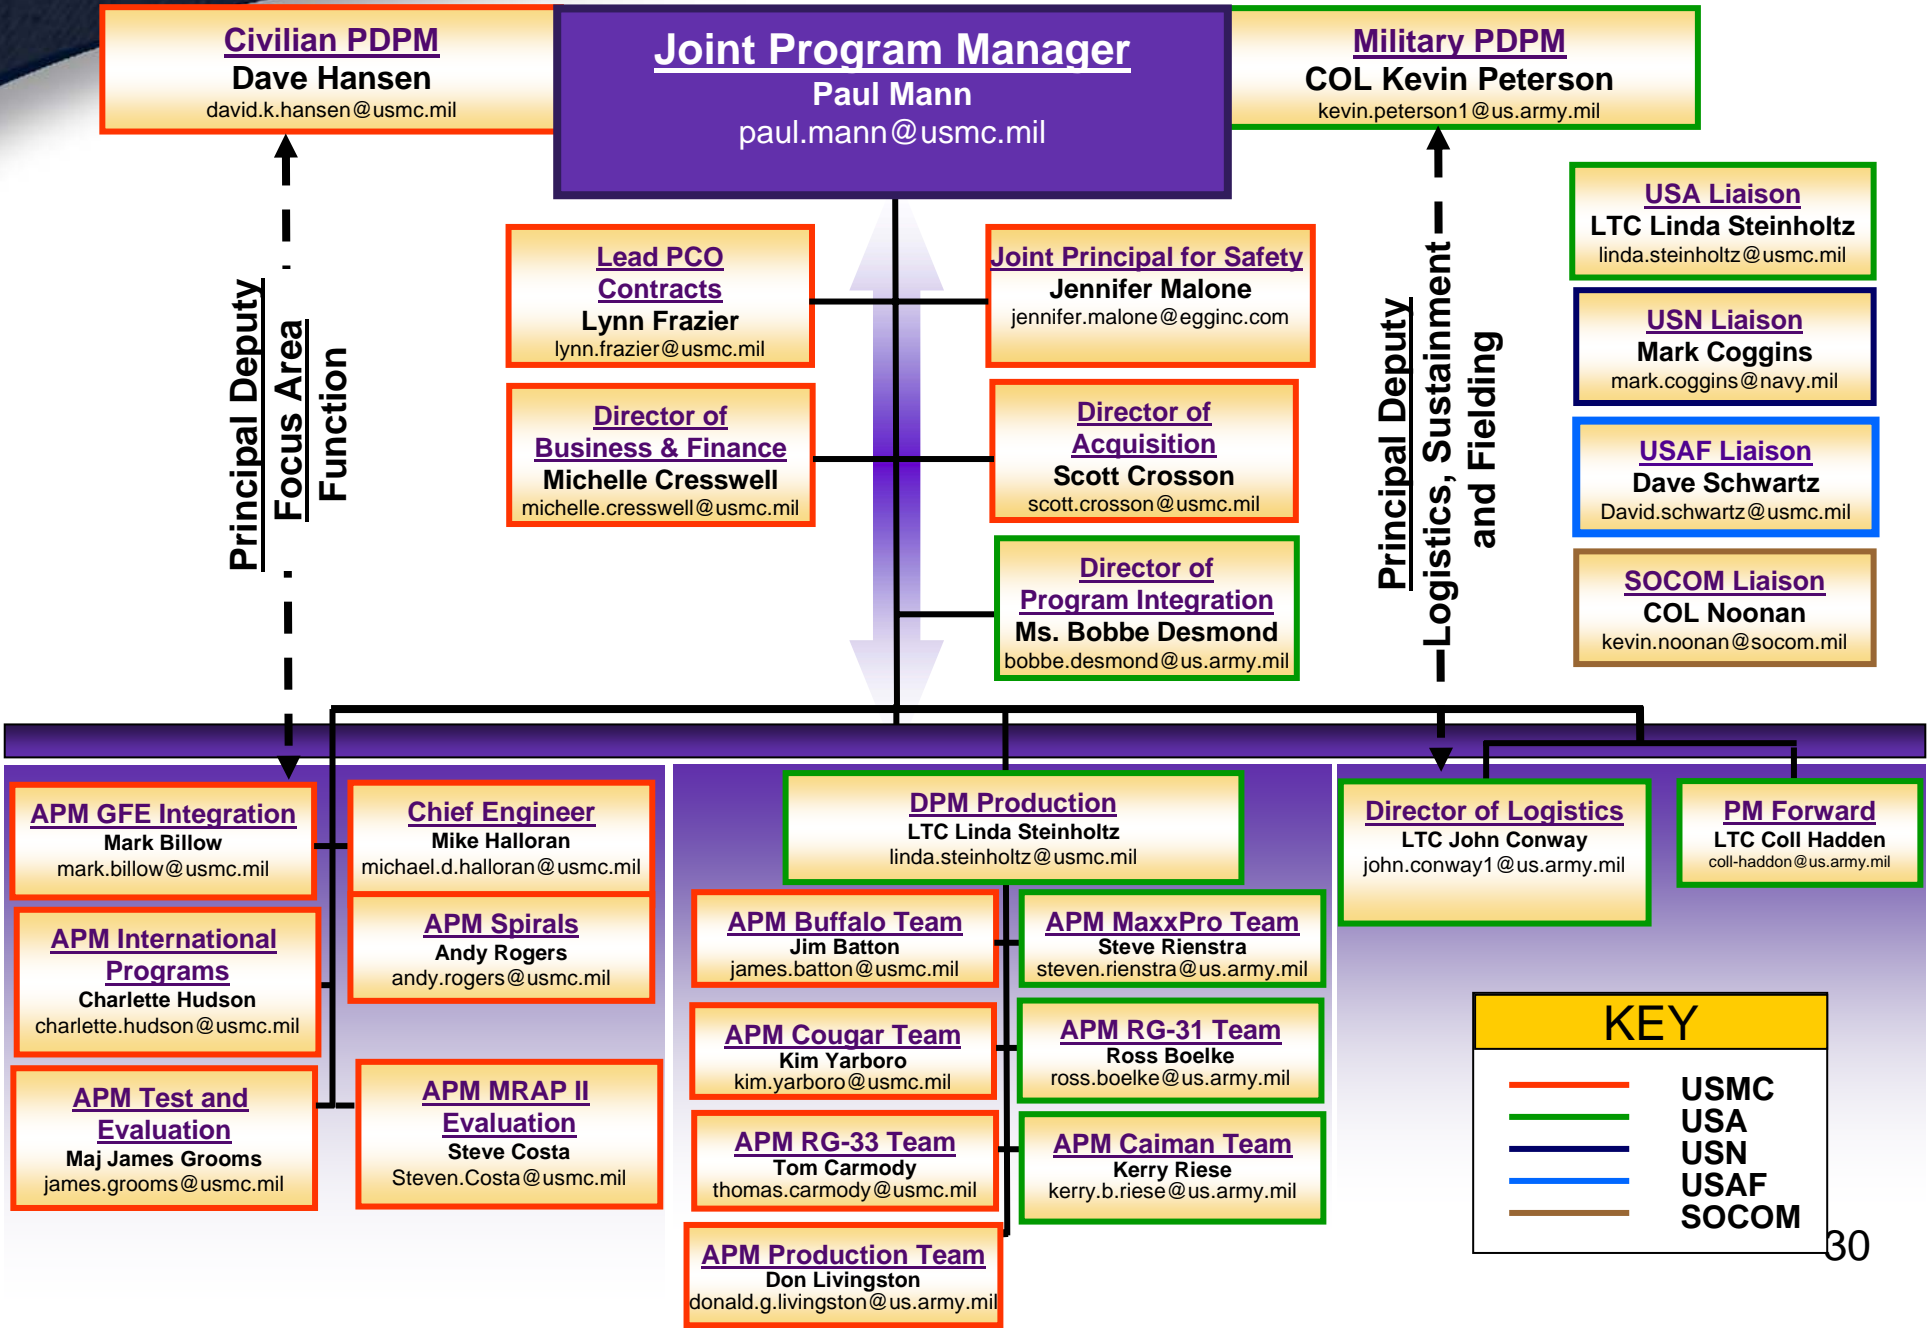 Civilian PDPM
Dave Hansen
david.k.hansen@usmc.mil
Joint Program Manager
Paul Mann
paul.mann@usmc.mil
Military PDPM
COL Kevin Peterson
kevin.peterson1@us.army.mil
Principal Deputy
Focus Area
Function
Lead PCO
Contracts
Lynn Frazier
lynn.frazier@usmc.mil
Joint Principal for Safety
Jennifer Malone
jennifer.malone@egginc.com
Director of
Business & Finance
Michelle Cresswell
michelle.cresswell@usmc.mil
Director of
Acquisition
Scott Crosson
scott.crosson@usmc.mil
Director of
Program Integration
Ms. Bobbe Desmond
bobbe.desmond@us.army.mil
Principal Deputy
Logistics, Sustainment
and Fielding
USA Liaison
LTC Linda Steinholtz
linda.steinholtz@usmc.mil
USN Liaison
Mark Coggins
mark.coggins@navy.mil
USAF Liaison
Dave Schwartz
David.schwartz@usmc.mil
SOCOM Liaison
COL Noonan
kevin.noonan@socom.mil
APM GFE Integration
Mark Billow
mark.billow@usmc.mil
Chief Engineer
Mike Halloran
michael.d.halloran@usmc.mil
APM International
Programs
Charlette Hudson
charlette.hudson@usmc.mil
APM Spirals
Andy Rogers
andy.rogers@usmc.mil
APM Test and
Evaluation
Maj James Grooms
james.grooms@usmc.mil
APM MRAP II
Evaluation
Steve Costa
Steven.Costa@usmc.mil
DPM Production
LTC Linda Steinholtz
linda.steinholtz@usmc.mil
APM Buffalo Team
Jim Batton
james.batton@usmc.mil
APM MaxxPro Team
Steve Rienstra
steven.rienstra@us.army.mil
APM Cougar Team
Kim Yarboro
kim.yarboro@usmc.mil
APM RG-31 Team
Ross Boelke
ross.boelke@us.army.mil
APM RG-33 Team
Tom Carmody
thomas.carmody@usmc.mil
APM Caiman Team
Kerry Riese
kerry.b.riese@us.army.mil
APM Production Team
Don Livingston
donald.g.livingston@us.army.mil
Director of Logistics
LTC John Conway
john.conway1@us.army.mil
PM Forward
LTC Coll Hadden
coll-haddon@us.army.mil
KEY
USMC
USA
USN
USAF
SOCOM
30